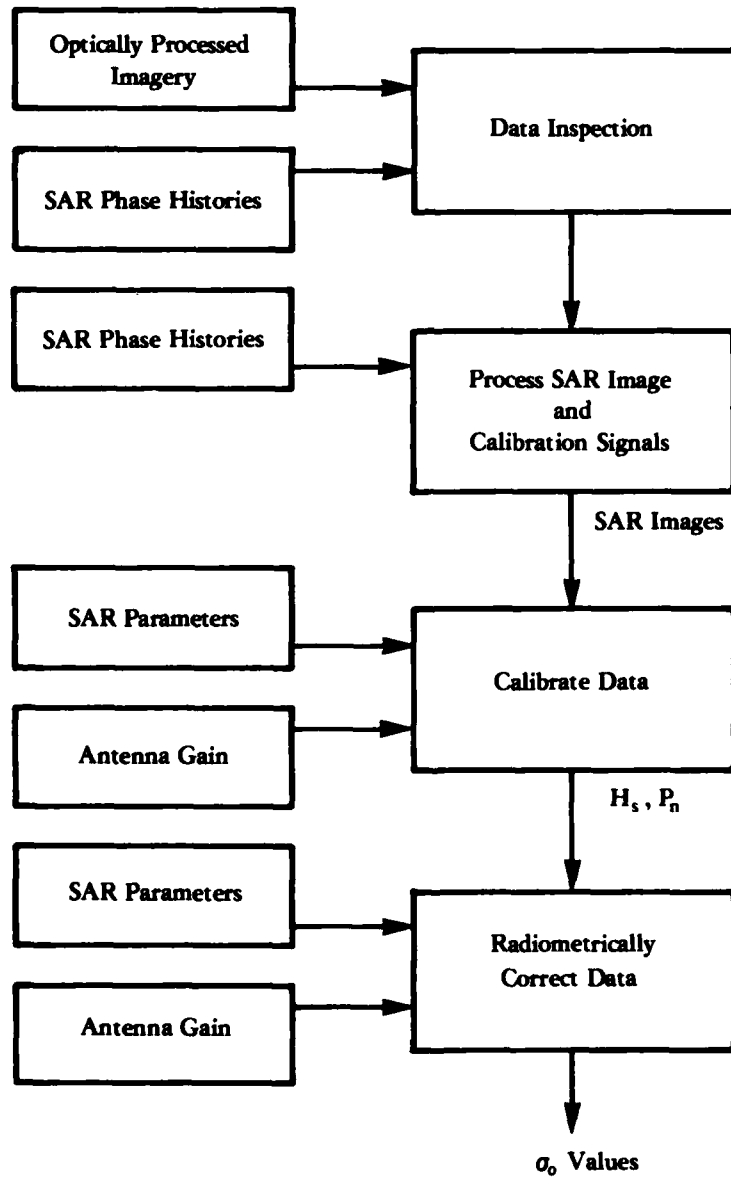 Optically Processed
Imagery
Data Inspection
SAR Phase Histories
SAR Phase Histories
Process SAR Image
and
Calibration Signals
SAR Images
SAR Parameters
Calibrate Data
Antenna Gain
Hₛ , Pₙ
SAR Parameters
Radiometrically
Correct Data
Antenna Gain
σₒ Values